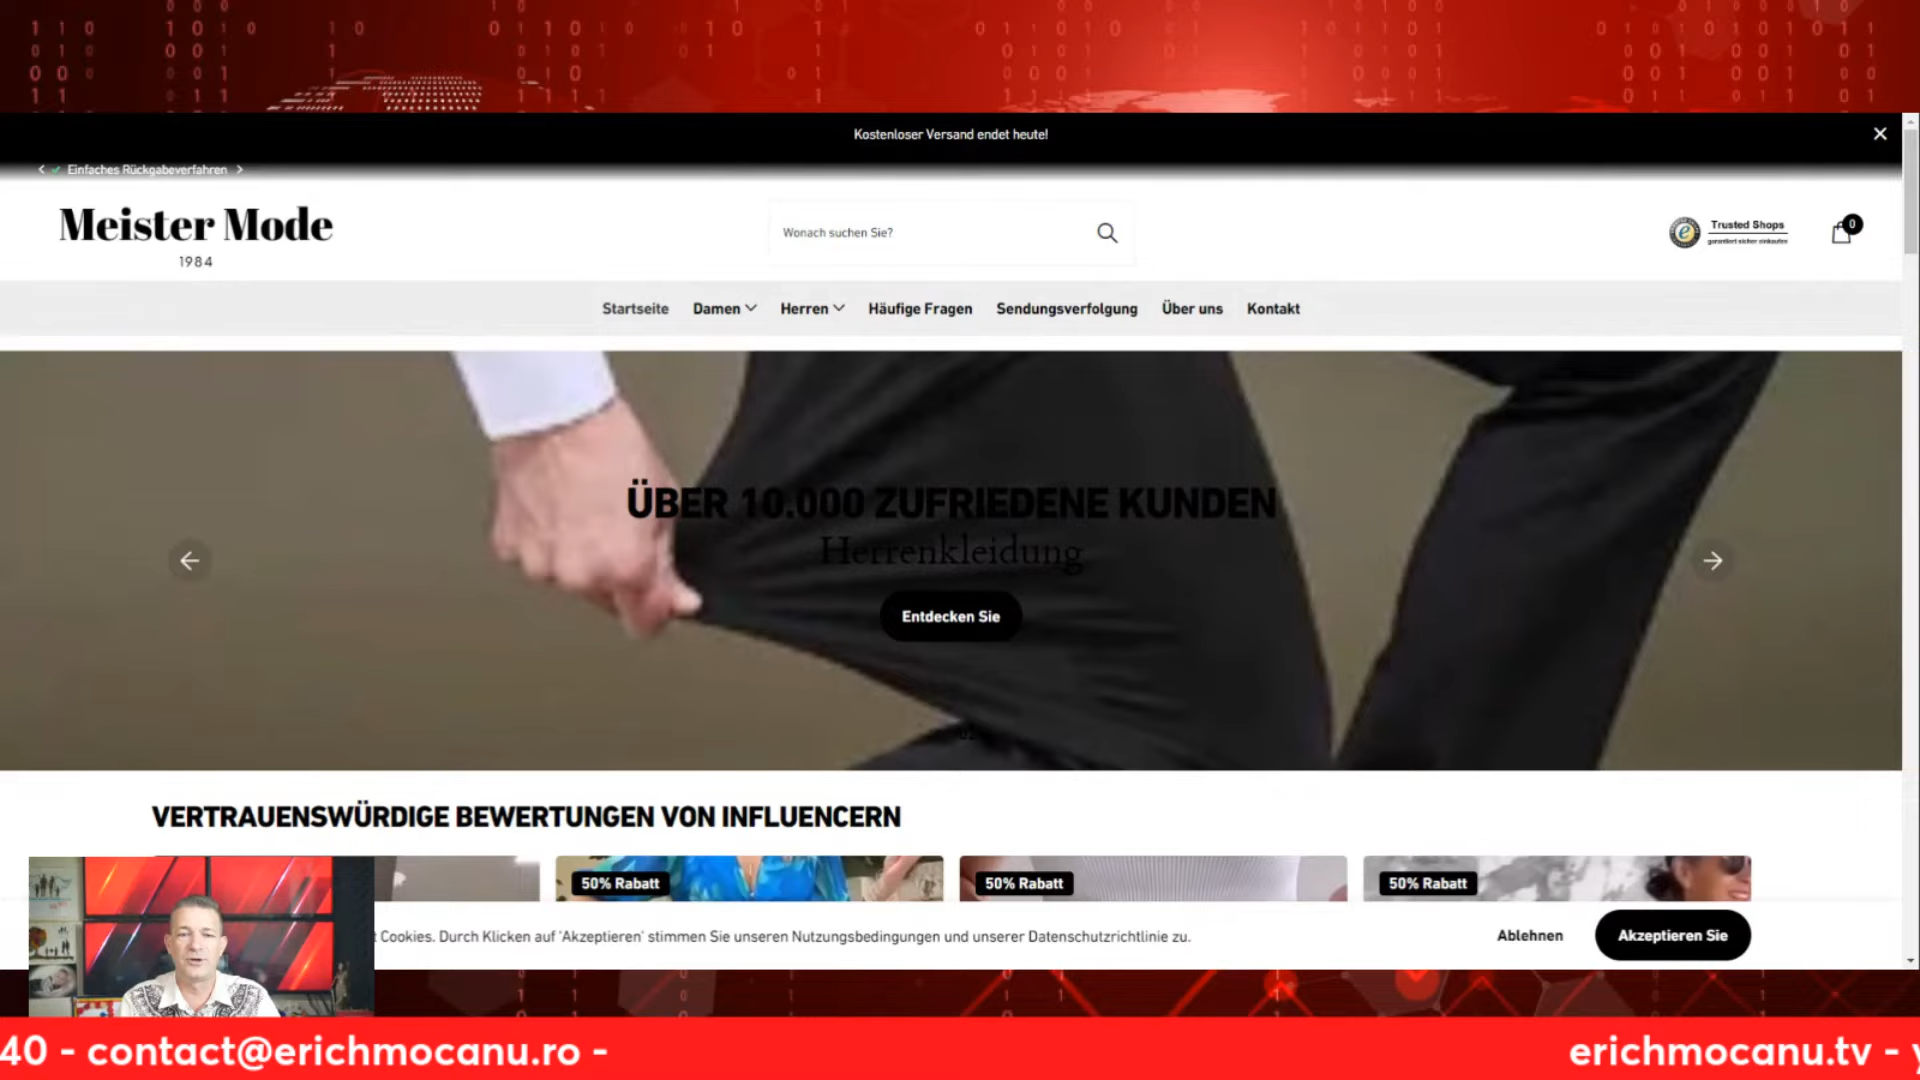 Kostenloser Versand endet heute!
Einfaches Rückgabeverfahren
Meister Mode
1984
Wonach suchen Sie?
Trusted Shops
garantiert sicher einkaufen
0
Startseite Damen Herren Häufige Fragen Sendungsverfolgung Über uns Kontakt
ÜBER 10.000 ZUFRIEDENE KUNDEN
Herrenkleidung
Entdecken Sie
VERTRAUENSWÜRDIGE BEWERTUNGEN VON INFLUENCERN
50% Rabatt
50% Rabatt
50% Rabatt
Cookies. Durch Klicken auf 'Akzeptieren' stimmen Sie unseren Nutzungsbedingungen und unserer Datenschutzrichtlinie zu.
Ablehnen
Akzeptieren Sie
40 - contact@erichmocanu.ro -
erichmocanu.tv -